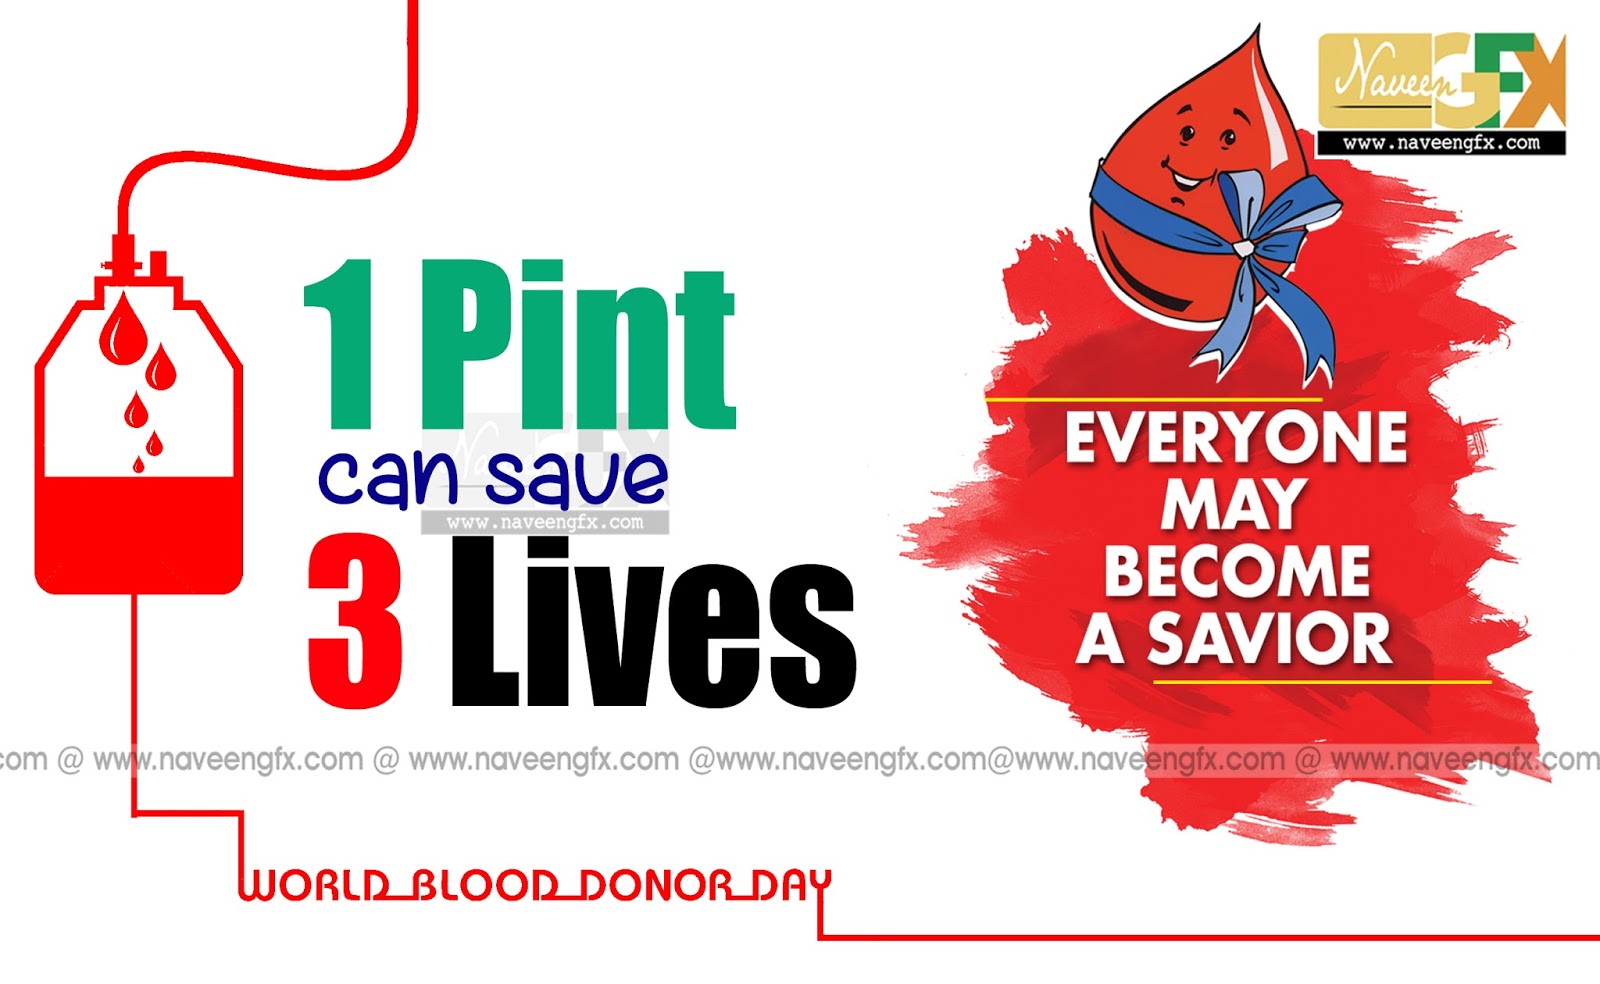 1 Pint
can save
3 Lives
Naveen GFX
www.naveengfx.com
Naveen GFX
www.naveengfx.com
EVERYONE
MAY
BECOME
A SAVIOR
com @ www.naveengfx.com @ www.naveengfx.com @www.naveengfx.com@www.naveengfx.com @ www.naveengfx.com
WORLD BLOOD DONOR DAY